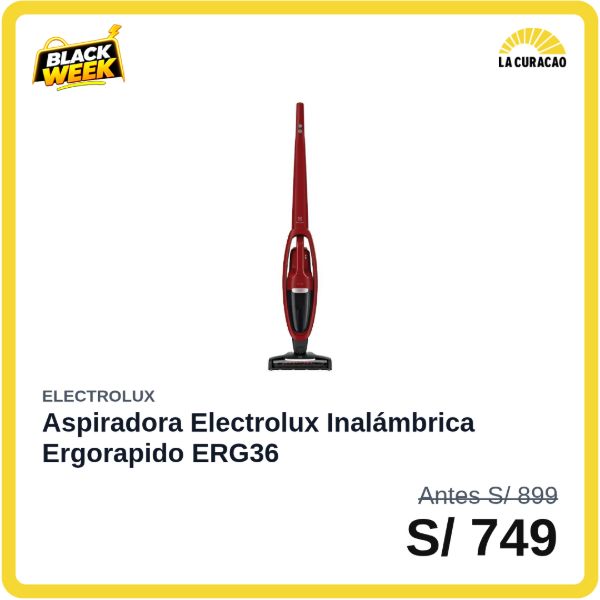 BLACK
WEEK
LA CURACAO
ELECTROLUX
Aspiradora Electrolux Inalámbrica
Ergorapido ERG36
Antes S/ 899
S/ 749